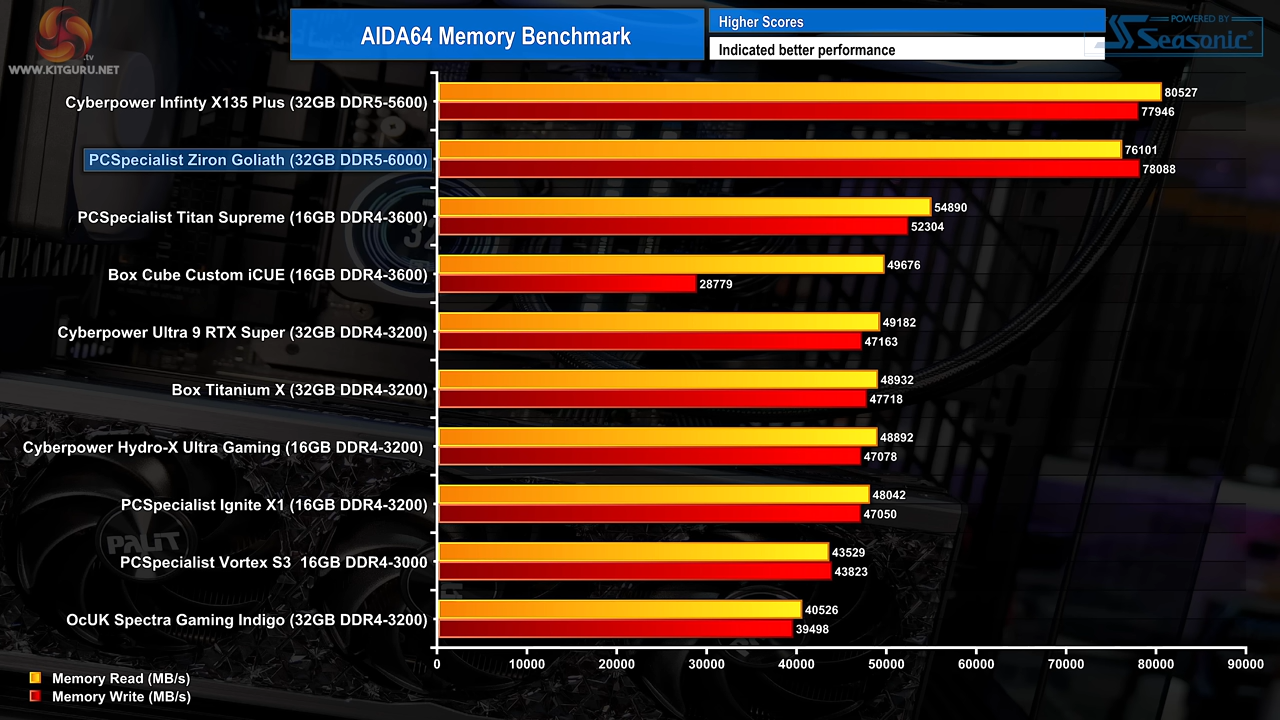 AIDA64 Memory Benchmark
Higher Scores
Indicated better performance
POWERED BY
Seasonic
.tv
WWW.KITGURU.NET
Cyberpower Infinty X135 Plus (32GB DDR5-5600)
80527
77946
PCSpecialist Ziron Goliath (32GB DDR5-6000)
76101
78088
PCSpecialist Titan Supreme (16GB DDR4-3600)
54890
52304
Box Cube Custom iCUE (16GB DDR4-3600)
49676
28779
Cyberpower Ultra 9 RTX Super (32GB DDR4-3200)
49182
47163
Box Titanium X (32GB DDR4-3200)
48932
47718
Cyberpower Hydro-X Ultra Gaming (16GB DDR4-3200)
48892
47078
PCSpecialist Ignite X1 (16GB DDR4-3200)
48042
47050
PALIT
PCSpecialist Vortex S3  16GB DDR4-3000
43529
43823
OcUK Spectra Gaming Indigo (32GB DDR4-3200)
40526
39498
0 10000 20000 30000 40000 50000 60000 70000 80000 90000
Memory Read (MB/s)
Memory Write (MB/s)